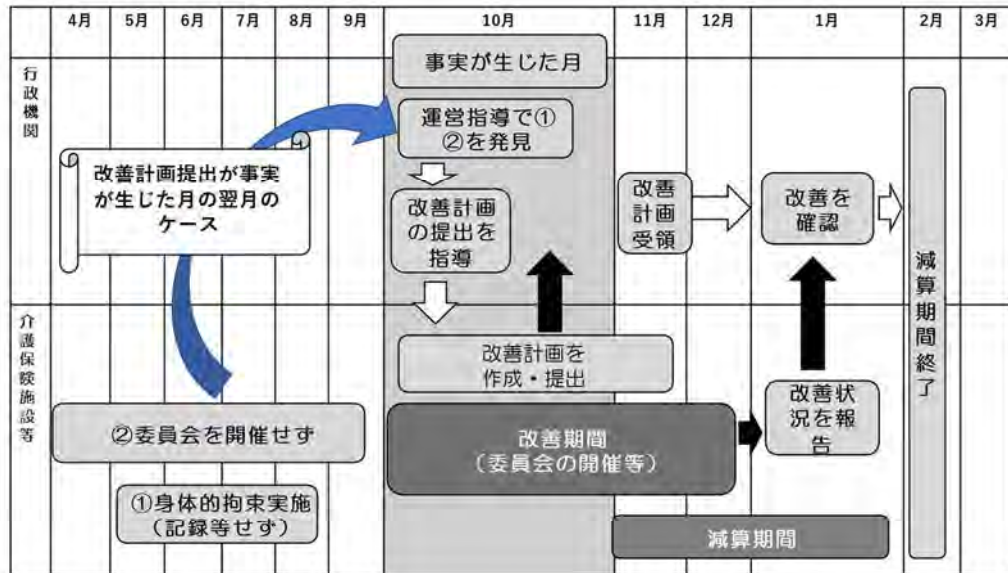 4月 5月 6月 7月 8月 9月 10月 11月 12月 1月 2月 3月
行政機関
事実が生じた月
運営指導で①
②を発見
改善計画提出が事実
が生じた月の翌月の
ケース
改善計画
の提出を
指導
改善
計画
受領
改善を
確認
減算期間終了
介護保険施設等
改善計画を
作成・提出
②委員会を開催せず
改善期間
(委員会の開催等)
改善状
況を報
告
①身体的拘束実施
(記録等せず)
減算期間